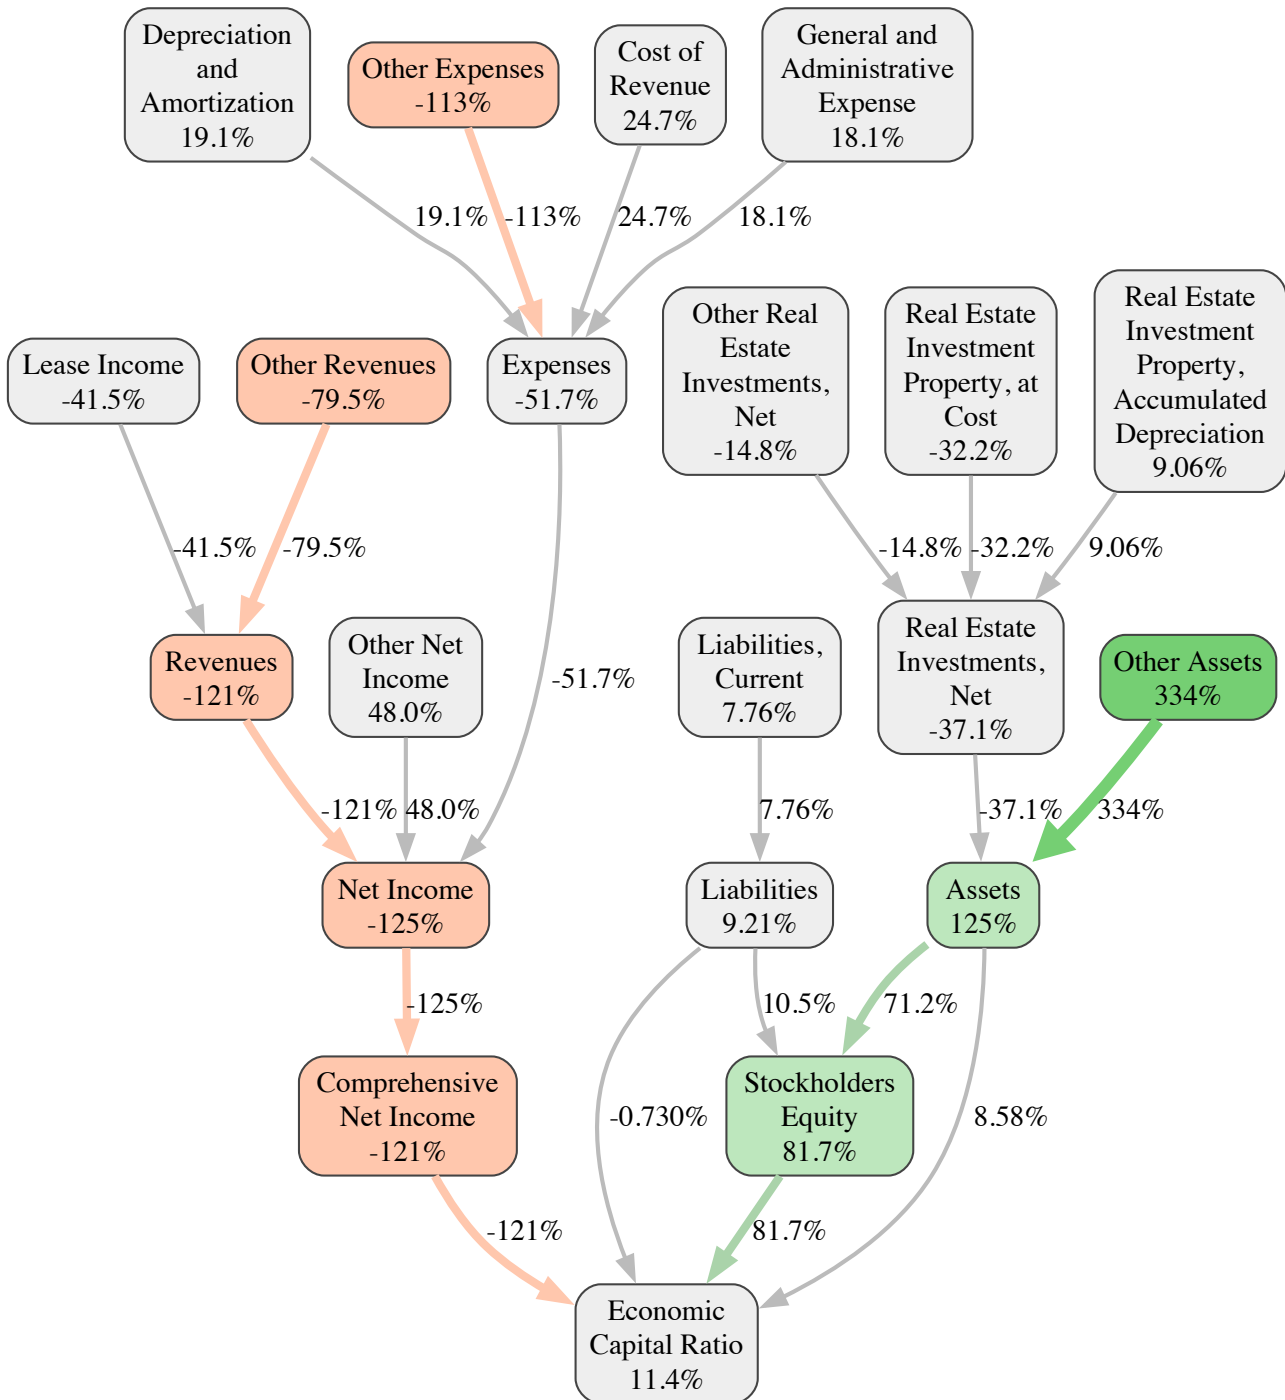 Depreciation
and
Amortization
19.1%
Other Expenses
-113%
Cost of
Revenue
24.7%
General and
Administrative
Expense
18.1%
19.1%
-113%
24.7%
18.1%
Lease Income
-41.5%
Other Revenues
-79.5%
Expenses
-51.7%
Other Real
Estate
Investments,
Net
-14.8%
Real Estate
Investment
Property, at
Cost
-32.2%
Real Estate
Investment
Property,
Accumulated
Depreciation
9.06%
-41.5%
-79.5%
-14.8%
-32.2%
9.06%
Revenues
-121%
Other Net
Income
48.0%
-51.7%
Liabilities,
Current
7.76%
Real Estate
Investments,
Net
-37.1%
Other Assets
334%
-121%
48.0%
7.76%
-37.1%
334%
Net Income
-125%
Liabilities
9.21%
Assets
125%
-125%
10.5%
71.2%
Comprehensive
Net Income
-121%
-0.730%
Stockholders
Equity
81.7%
8.58%
-121%
81.7%
Economic
Capital Ratio
11.4%